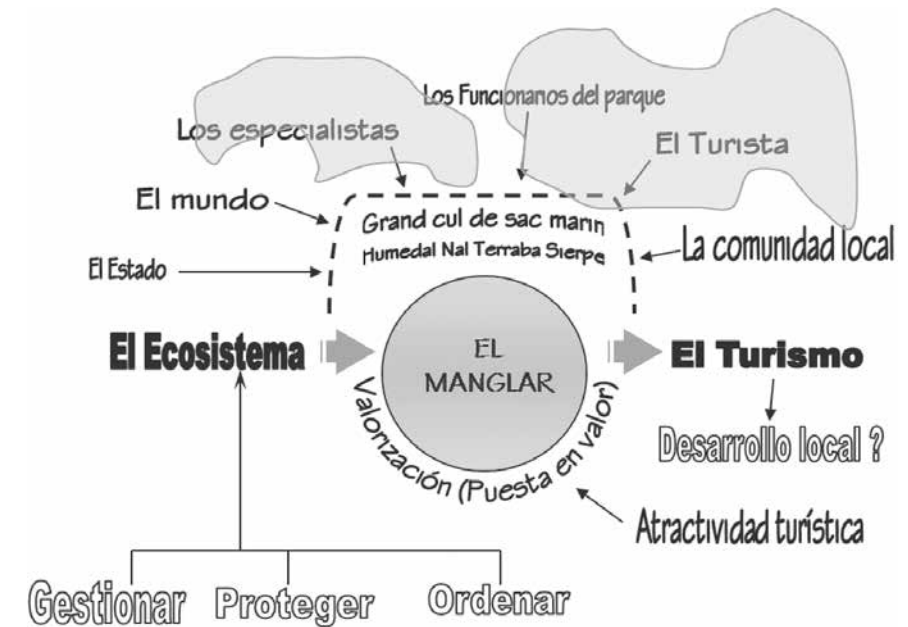 Los Funcionarios del parque
Los especialistas
El Turista
El mundo
Grand cul de sac marin
La comunidad local
Humedal Nal Terraba Sierpe
El Estado
El Ecosistema
EL
MANGLAR
El Turismo
Valorización (Puesta en valor)
Desarrollo local ?
Atractividad turística
Gestionar
Proteger
Ordenar